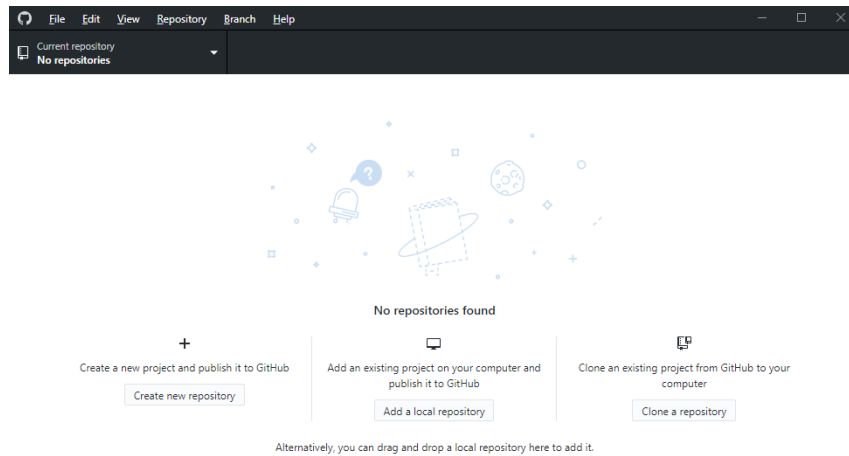 File Edit View Repository Branch Help
Current repository
No repositories
?
No repositories found
Create a new project and publish it to GitHub
Create new repository
Add an existing project on your computer and
publish it to GitHub
Add a local repository
Clone an existing project from GitHub to your
computer
Clone a repository
Alternatively, you can drag and drop a local repository here to add it.